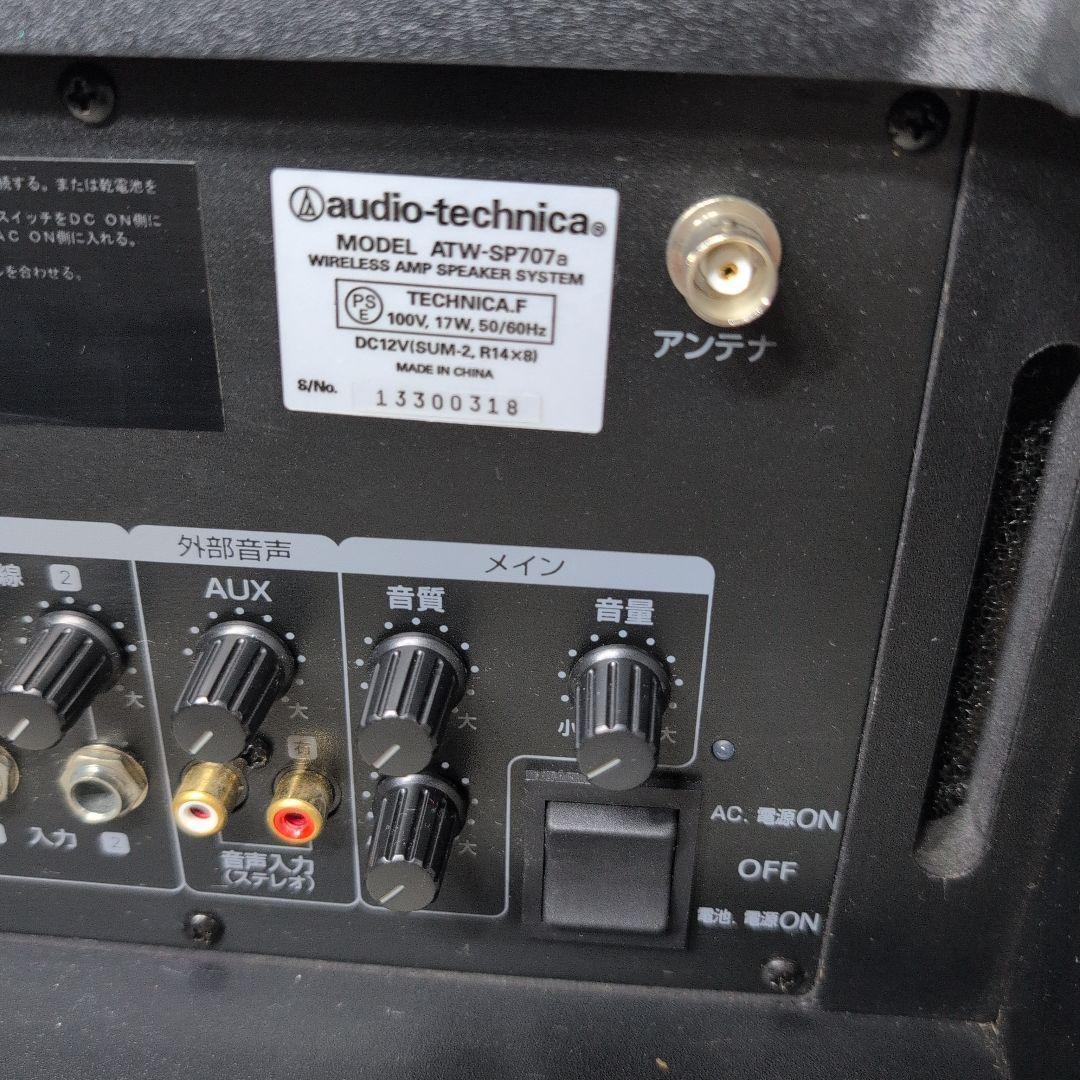 続する。または乾電池を
スイッチをDC ON側に
AC ON側に入れる。
ルを合わせる。
audio-technica®
MODEL ATW-SP707a
WIRELESS AMP SPEAKER SYSTEM
PSE
TECHNICA.F
100V, 17W, 50/60Hz
DC12V(SUM-2, R14×8)
MADE IN CHINA
S/No. 13300318
アンテナ
線 2
外部音声
メイン
AUX
音質
音量
大
大
大
小
大
右
大
入力 2
音声入力
(ステレオ)
AC、電源ON
OFF
電池、電源ON